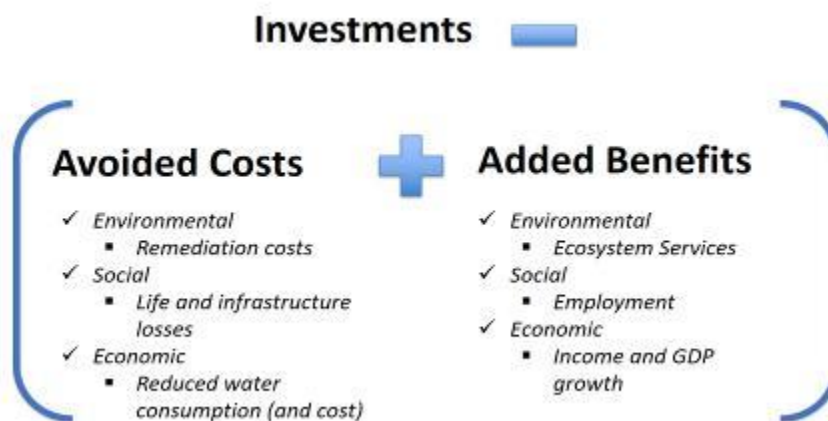 Investments
Avoided Costs
✓ Environmental
▪ Remediation costs
✓ Social
▪ Life and infrastructure
losses
✓ Economic
▪ Reduced water
consumption (and cost)
Added Benefits
✓ Environmental
▪ Ecosystem Services
✓ Social
▪ Employment
✓ Economic
▪ Income and GDP
growth